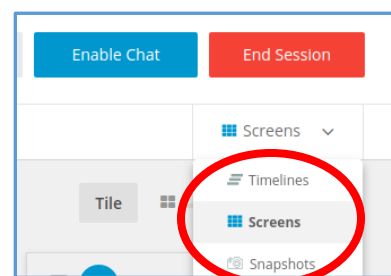 Enable Chat End Session
Screens
Timelines
Tile
Screens
Snapshots